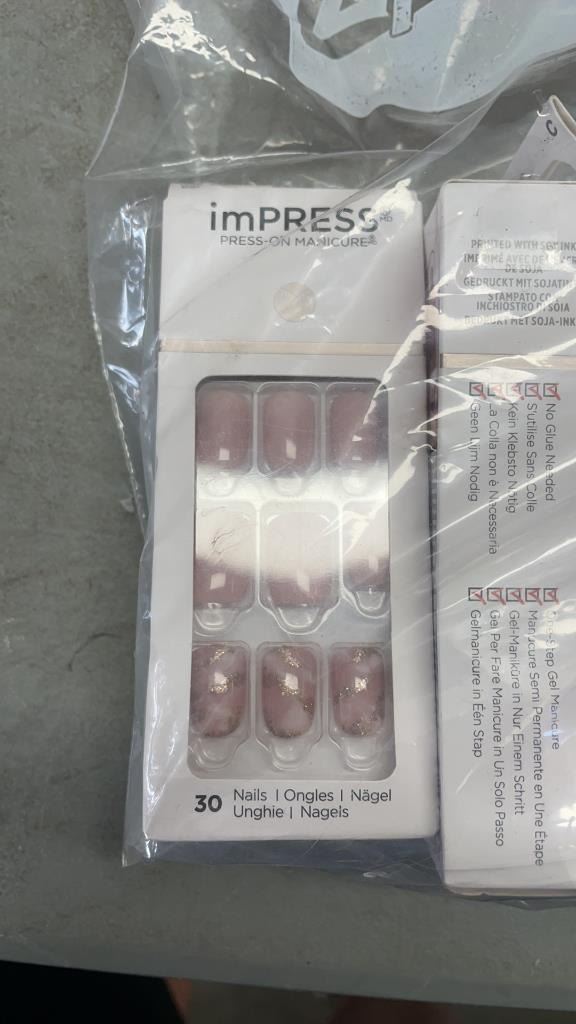 imPRESS
MD
PRESS-ON MANICURE
30
Nails | Ongles | Nägel
Unghie | Nagels
PRINTED WITH SOY INK
IMPRIMÉ AVEC DE L'ENCRE
DE SOJA
GEDRUCKT MIT SOJATINTE
STAMPATO CON
INCHIOSTRO DI SOIA
GEDRUKT MET SOJA-INKT
No Glue Needed
S'utilise Sans Colle
Kein Klebsto Nötig
La Colla non è Necessaria
Geen Lijm Nodig
One-Step Gel Manicure
Manucure Semi Permanente en Une Étape
Gel-Maniküre in Nur Einem Schritt
Gel Per Fare Manicure in Un Solo Passo
Gelmanicure in Één Stap